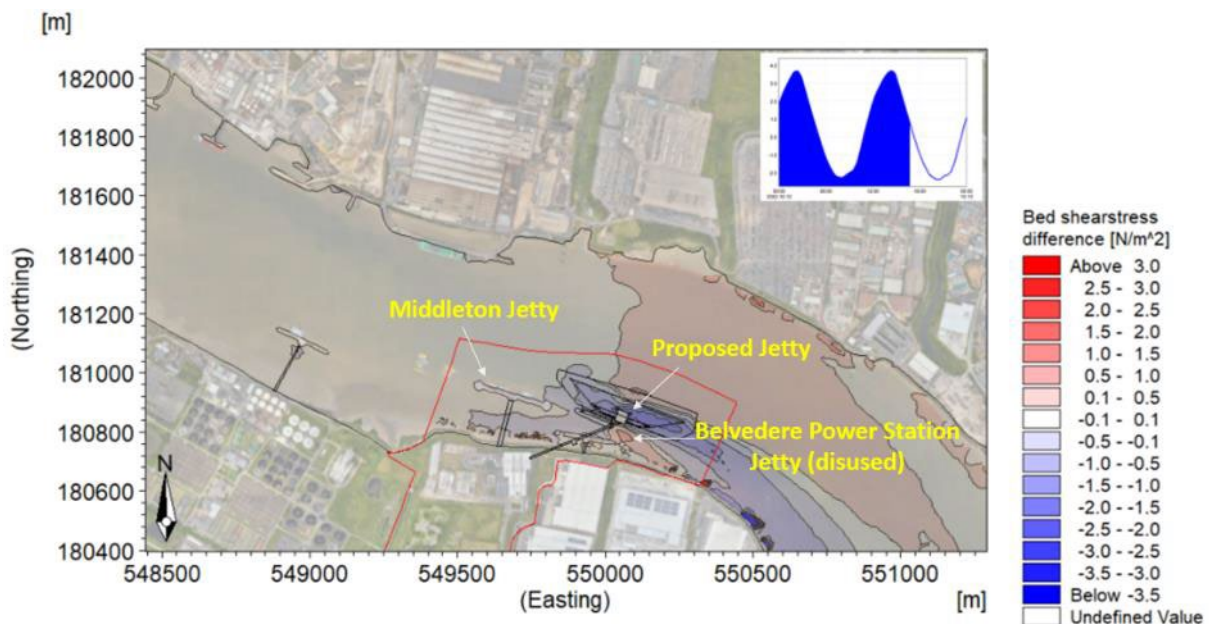 [m]
182000
181800
181600
181400
181200
181000
180800
180600
180400
(Northing)
548500 549000 549500 550000 550500 551000
(Easting)
[m]
N
Middleton Jetty
Proposed Jetty
Belvedere Power Station
Jetty (disused)
Bed shearstress
difference [N/m^2]
Above 3.0
2.5 - 3.0
2.0 - 2.5
1.5 - 2.0
1.0 - 1.5
0.5 - 1.0
0.1 - 0.5
-0.1 - 0.1
-0.5 - -0.1
-1.0 - -0.5
-1.5 - -1.0
-2.0 - -1.5
-2.5 - -2.0
-3.0 - -2.5
-3.5 - -3.0
Below -3.5
Undefined Value